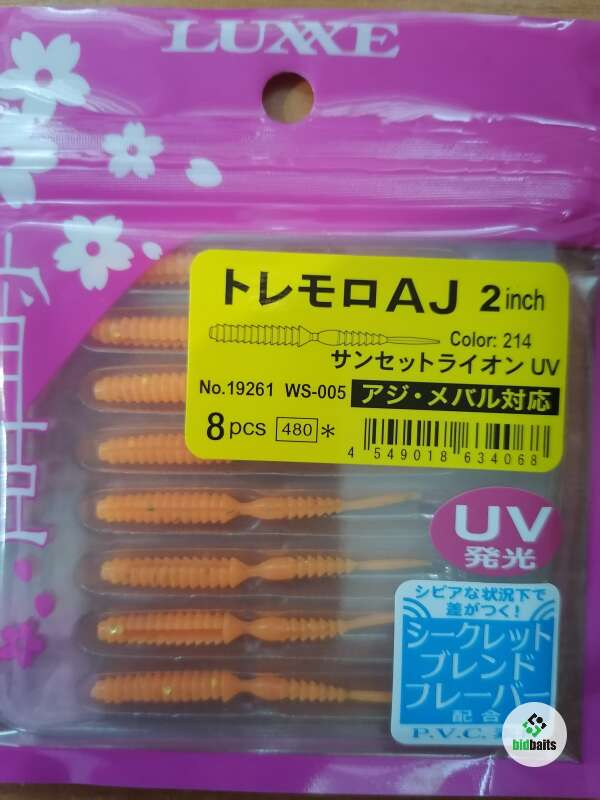 LUXXE
トレモロAJ 2inch
Color: 214
サンセットライオン UV
No.19261 WS-005 アジ・メバル対応
8pcs 480*
4 549018 634068
UV
発光
シビアな状況下で
差がつく!
シークレット
ブレンド
フレーバー
配合
P.V.C.
bidbaits